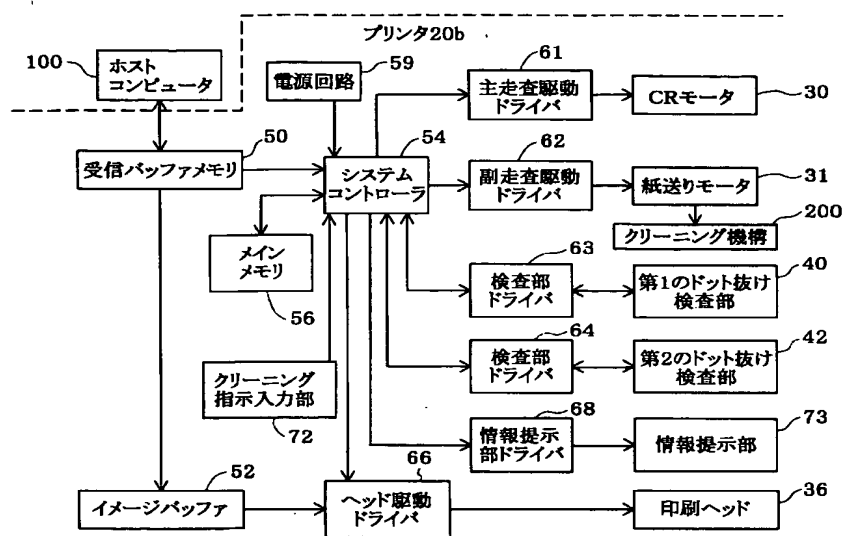 プリンタ20b
100
ホスト
コンピュータ
59
電源回路
61
主走査駆動
ドライバ
CRモータ
30
50
受信バッファメモリ
54
システム
コントローラ
62
副走査駆動
ドライバ
紙送りモータ
31
200
クリーニング機構
メイン
メモリ
56
63
検査部
ドライバ
第1のドット抜け
検査部
40
64
検査部
ドライバ
第2のドット抜け
検査部
42
クリーニング
指示入力部
72
68
情報提示
部ドライバ
情報提示部
73
52
イメージバッファ
66
ヘッド駆動
ドライバ
印刷ヘッド
36